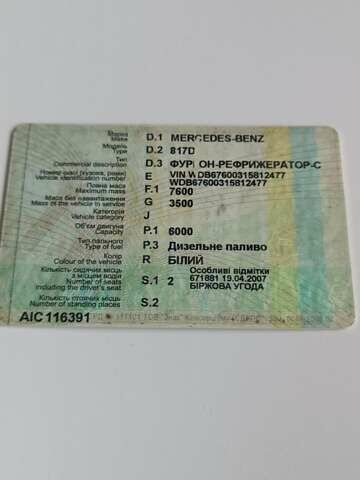 Марка
Make
D.1 MERCEDES-BENZ
Модель
Type
D.2 817D
Тип
Commercial description
D.3 ФУРГОН-РЕФРИЖЕРАТОР-С
Номер шасі (кузова, рами)
Vehicle identification number
E VIN WDB67600315812477
WDB67600315812477
Повна маса
Maximum mass
F.1 7600
Маса без навантаження
Mass of the vehicle in service
G 3500
Категорія
Vehicle category
J
Об'єм двигуна
Capacity
P.1 6000
Тип пального
Type of fuel
P.3 Дизельне паливо
Колір
Colour of the vehicle
R БІЛИЙ
Кількість сидячих місць
з місцем водія
Number of seats
including the driver's seat
S.1 2
Особливі відмітки
671881 19.04.2007
БІРЖОВА УГОДА
Кількість стоячих місць
Number of standing places
S.2
АІС 116391